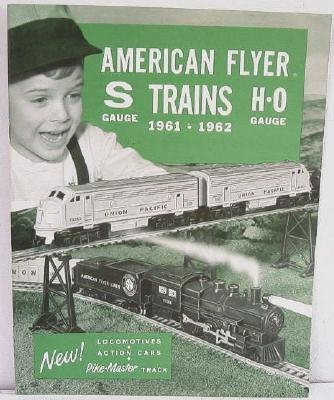 AMERICAN FLYER
S TRAINS H·O
GAUGE 1961 - 1962 GAUGE
UNION PACIFIC UNION PACIFIC
AMERICAN FLYER LINES
New! LOCOMOTIVES
ACTION CARS
Pike-Master TRACK